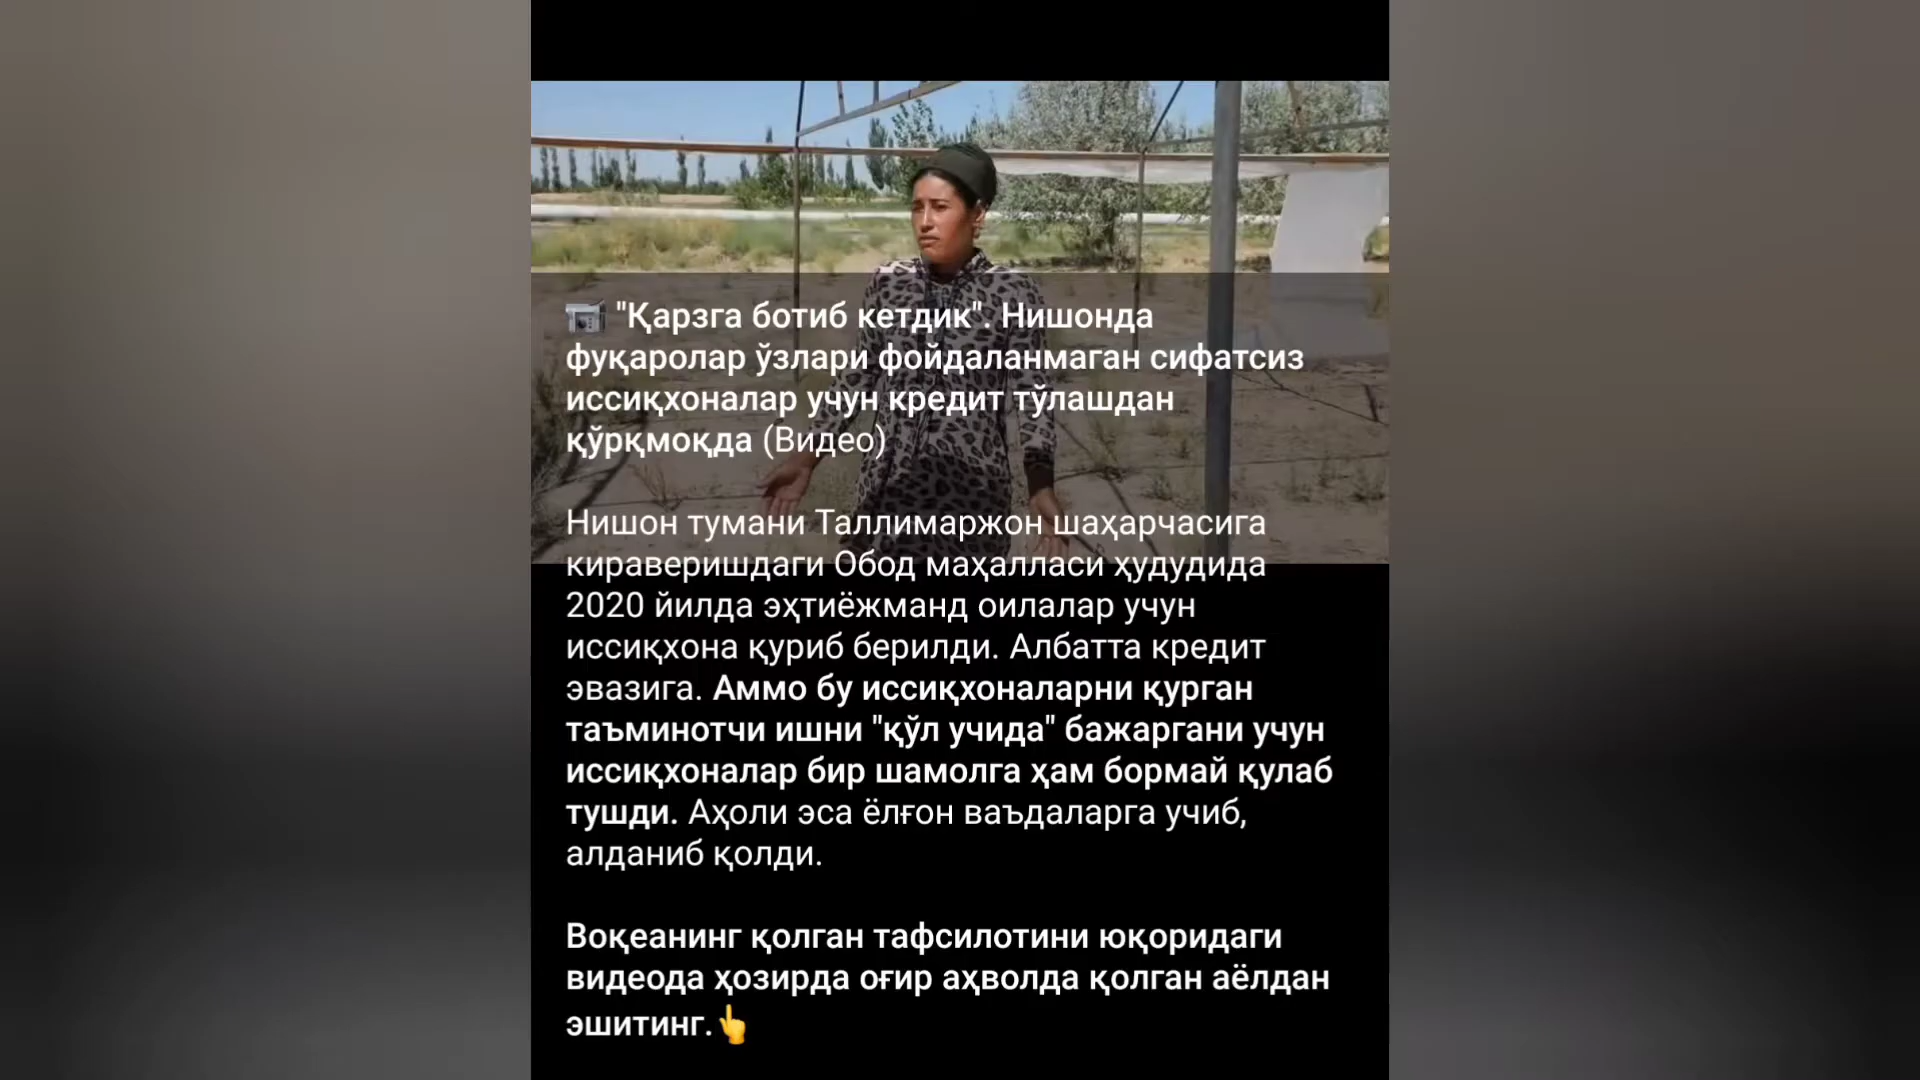 "Қарзга ботиб кетдик". Нишонда
фуқаролар ўзлари фойдаланмаган сифатсиз
иссиқхоналар учун кредит тўлашдан
қўрқмоқда (Видео)
Нишон тумани Таллимаржон шаҳарчасига
кираверишдаги Обод маҳалласи ҳудудида
2020 йилда эҳтиёжманд оилалар учун
иссиқхона қуриб берилди. Албатта кредит
эвазига. Аммо бу иссиқхоналарни қурган
таъминотчи ишни "қўл учида" бажаргани учун
иссиқхоналар бир шамолга ҳам бормай қулаб
тушди. Аҳоли эса ёлғон ваъдаларга учиб,
алданиб қолди.
Воқеанинг қолган тафсилотини юқоридаги
видеода ҳозирда оғир аҳволда қолган аёлдан
эшитинг.